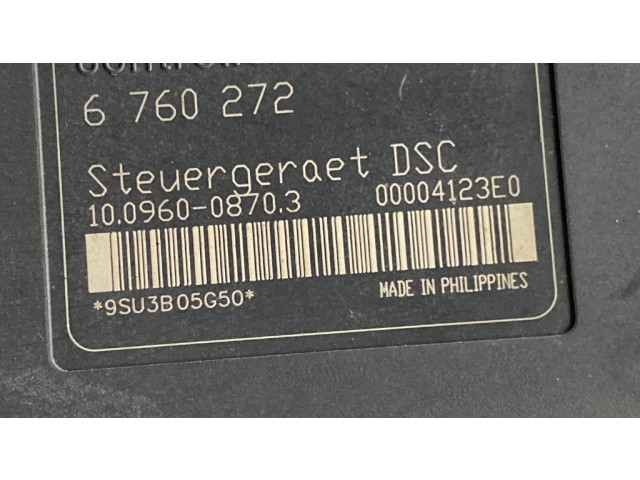 6 760 272
Steuergeraet DSC
10.0960-0870.3 00004123E0
*9SU3B05G50* MADE IN PHILIPPINES